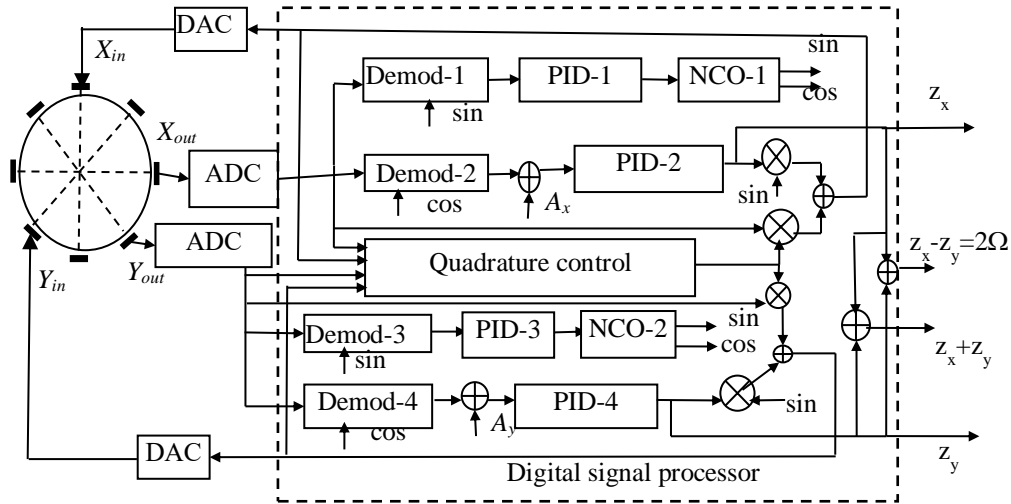 DAC
sin
X_in
Demod-1
PID-1
NCO-1
cos
sin
z_x
X_out
ADC
Demod-2
PID-2
sin
cos
A_x
ADC
Quadrature control
z_x-z_y=2Ω
Y_in
Y_out
sin
Demod-3
PID-3
NCO-2
cos
sin
z_x+z_y
Demod-4
PID-4
sin
cos
A_y
DAC
Digital signal processor
z_y